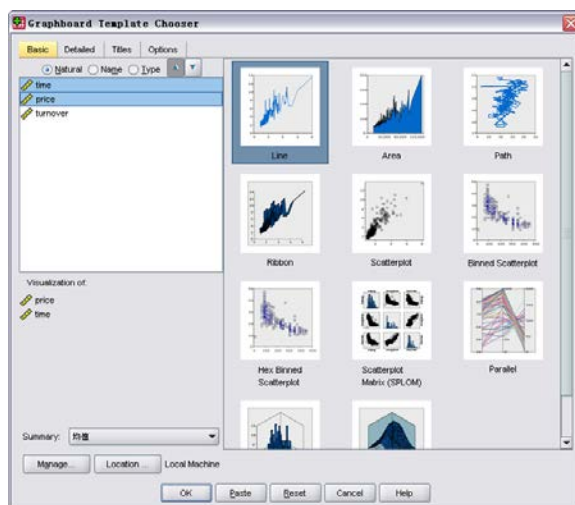 Graphboard Template Chooser
Basic Detailed Titles Options
Natural Name Type
time
price
turnover
Line
Area
Path
Ribbon
Scatterplot
Binned Scatterplot
Hex Binned
Scatterplot
Scatterplot
Matrix (SPLOM)
Parallel
Visualization of:
price
time
Summary: 均值
Manage... Location ... Local Machine
OK Paste Reset Cancel Help